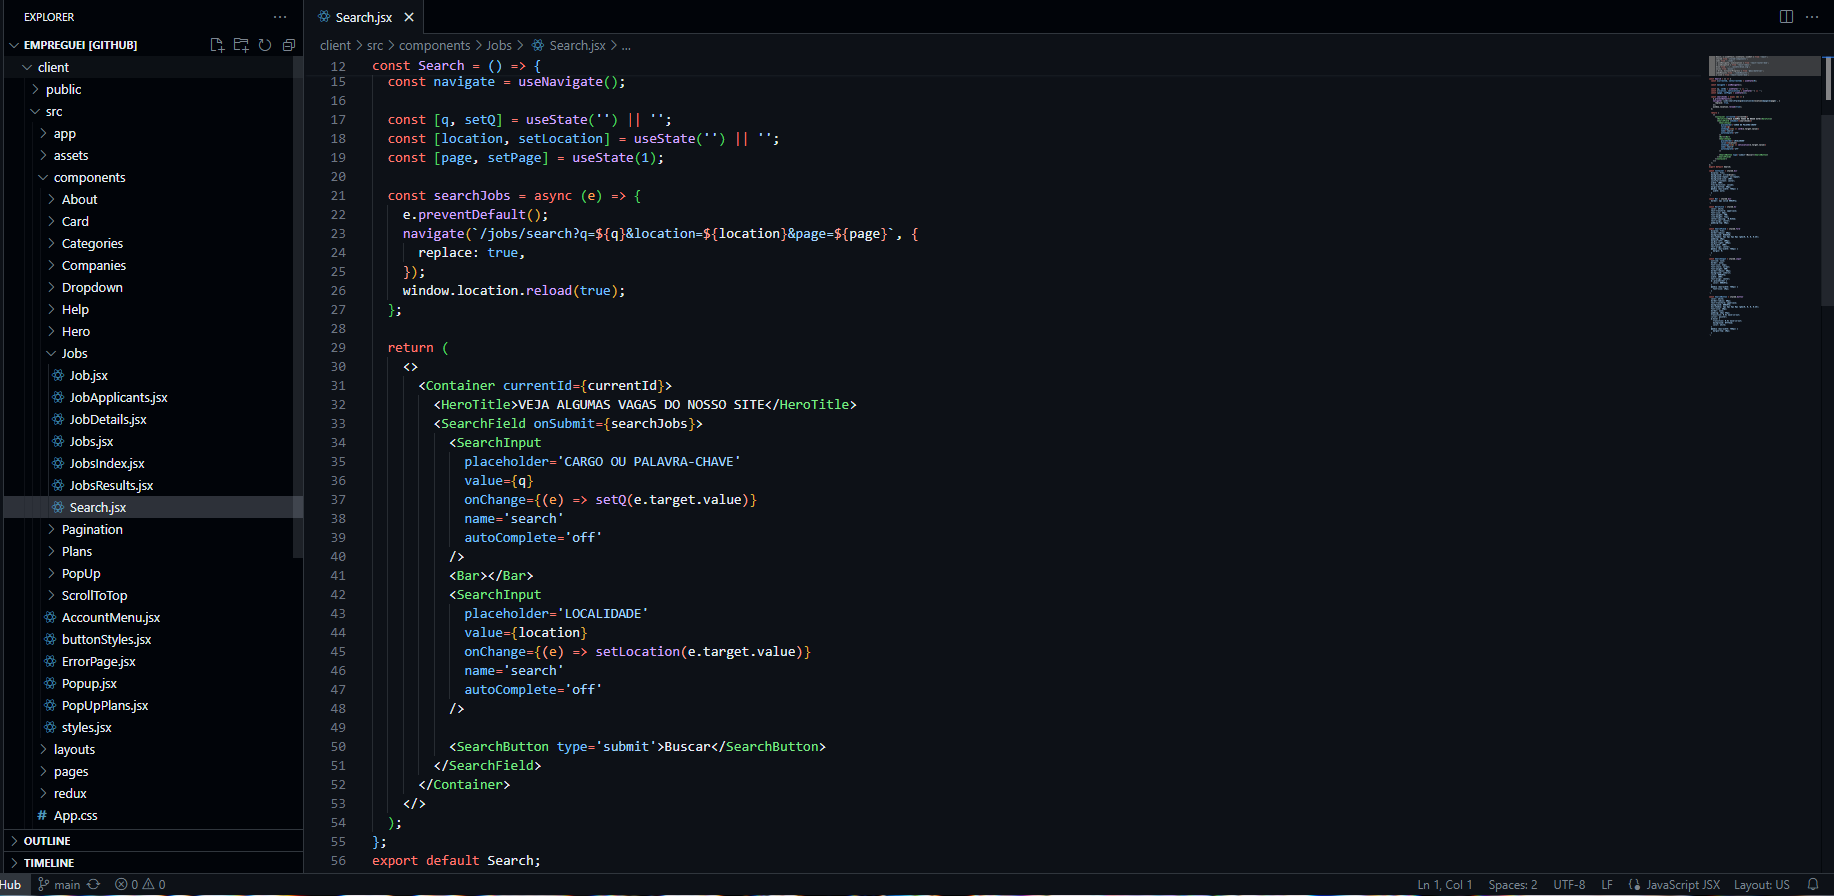 EXPLORER
EMPREGUEI [GITHUB]
client
public
src
app
assets
components
About
Card
Categories
Companies
Dropdown
Help
Hero
Jobs
Job.jsx
JobApplicants.jsx
JobDetails.jsx
Jobs.jsx
JobsIndex.jsx
JobsResults.jsx
Search.jsx
Pagination
Plans
PopUp
ScrollToTop
AccountMenu.jsx
buttonStyles.jsx
ErrorPage.jsx
Popup.jsx
PopUpPlans.jsx
styles.jsx
layouts
pages
redux
# App.css
OUTLINE
TIMELINE
Search.jsx
client > src > components > Jobs > Search.jsx > ...
12 const Search = () => {
15 const navigate = useNavigate();
16
17 const [q, setQ] = useState('') || '';
18 const [location, setLocation] = useState('') || '';
19 const [page, setPage] = useState(1);
20
21 const searchJobs = async (e) => {
22 e.preventDefault();
23 navigate(`/jobs/search?q=${q}&location=${location}&page=${page}`, {
24 replace: true,
25 });
26 window.location.reload(true);
27 };
28
29 return (
30 <>
31 <Container currentId={currentId}>
32 <HeroTitle>VEJA ALGUMAS VAGAS DO NOSSO SITE</HeroTitle>
33 <SearchField onSubmit={searchJobs}>
34 <SearchInput
35 placeholder='CARGO OU PALAVRA-CHAVE'
36 value={q}
37 onChange={(e) => setQ(e.target.value)}
38 name='search'
39 autoComplete='off'
40 />
41 <Bar></Bar>
42 <SearchInput
43 placeholder='LOCALIDADE'
44 value={location}
45 onChange={(e) => setLocation(e.target.value)}
46 name='search'
47 autoComplete='off'
48 />
49
50 <SearchButton type='submit'>Buscar</SearchButton>
51 </SearchField>
52 </Container>
53 </>
54 );
55 };
56 export default Search;
Hub main 0 0 Ln 1, Col 1 Spaces: 2 UTF-8 LF JavaScript JSX Layout: US